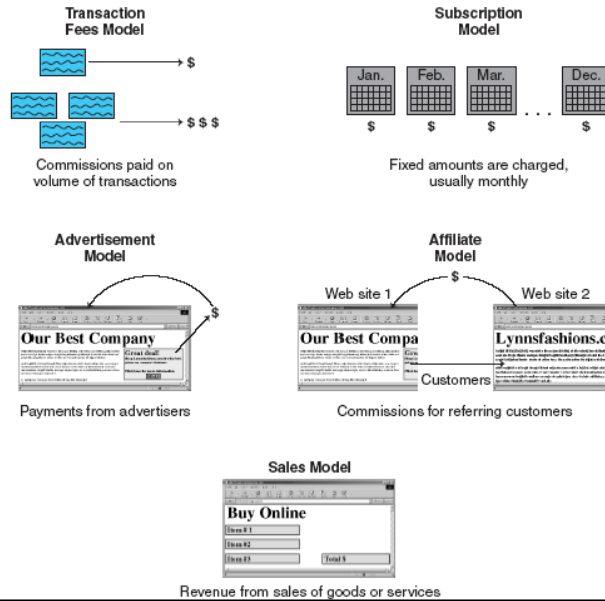 Transaction
Fees Model
$
$ $ $
Commissions paid on
volume of transactions
Subscription
Model
Jan.
Feb.
Mar.
Dec.
. . .
$
$
$
$
Fixed amounts are charged,
usually monthly
Advertisement
Model
$
Our Best Company
Great deal!
Payments from advertisers
Affiliate
Model
$
Web site 1
Web site 2
Our Best Compa
Lynnsfashions.c
Customers
Commissions for referring customers
Sales Model
Buy Online
Item # 1
Item #2
Item #3
Total $
Revenue from sales of goods or services